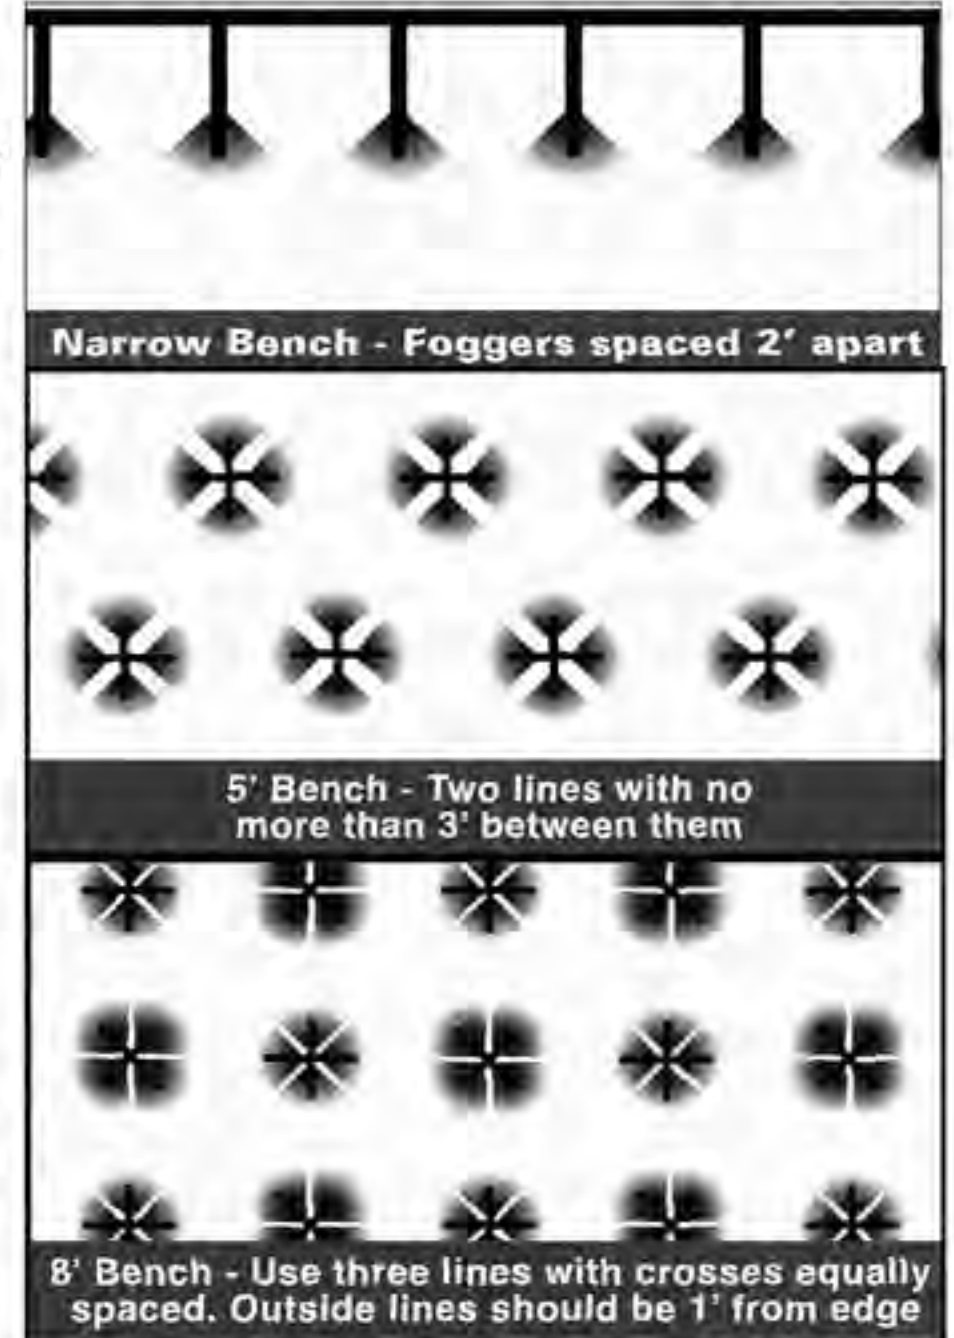 Narrow Bench - Foggers spaced 2' apart
5' Bench - Two lines with no
more than 3' between them
8' Bench - Use three lines with crosses equally
spaced. Outside lines should be 1' from edge